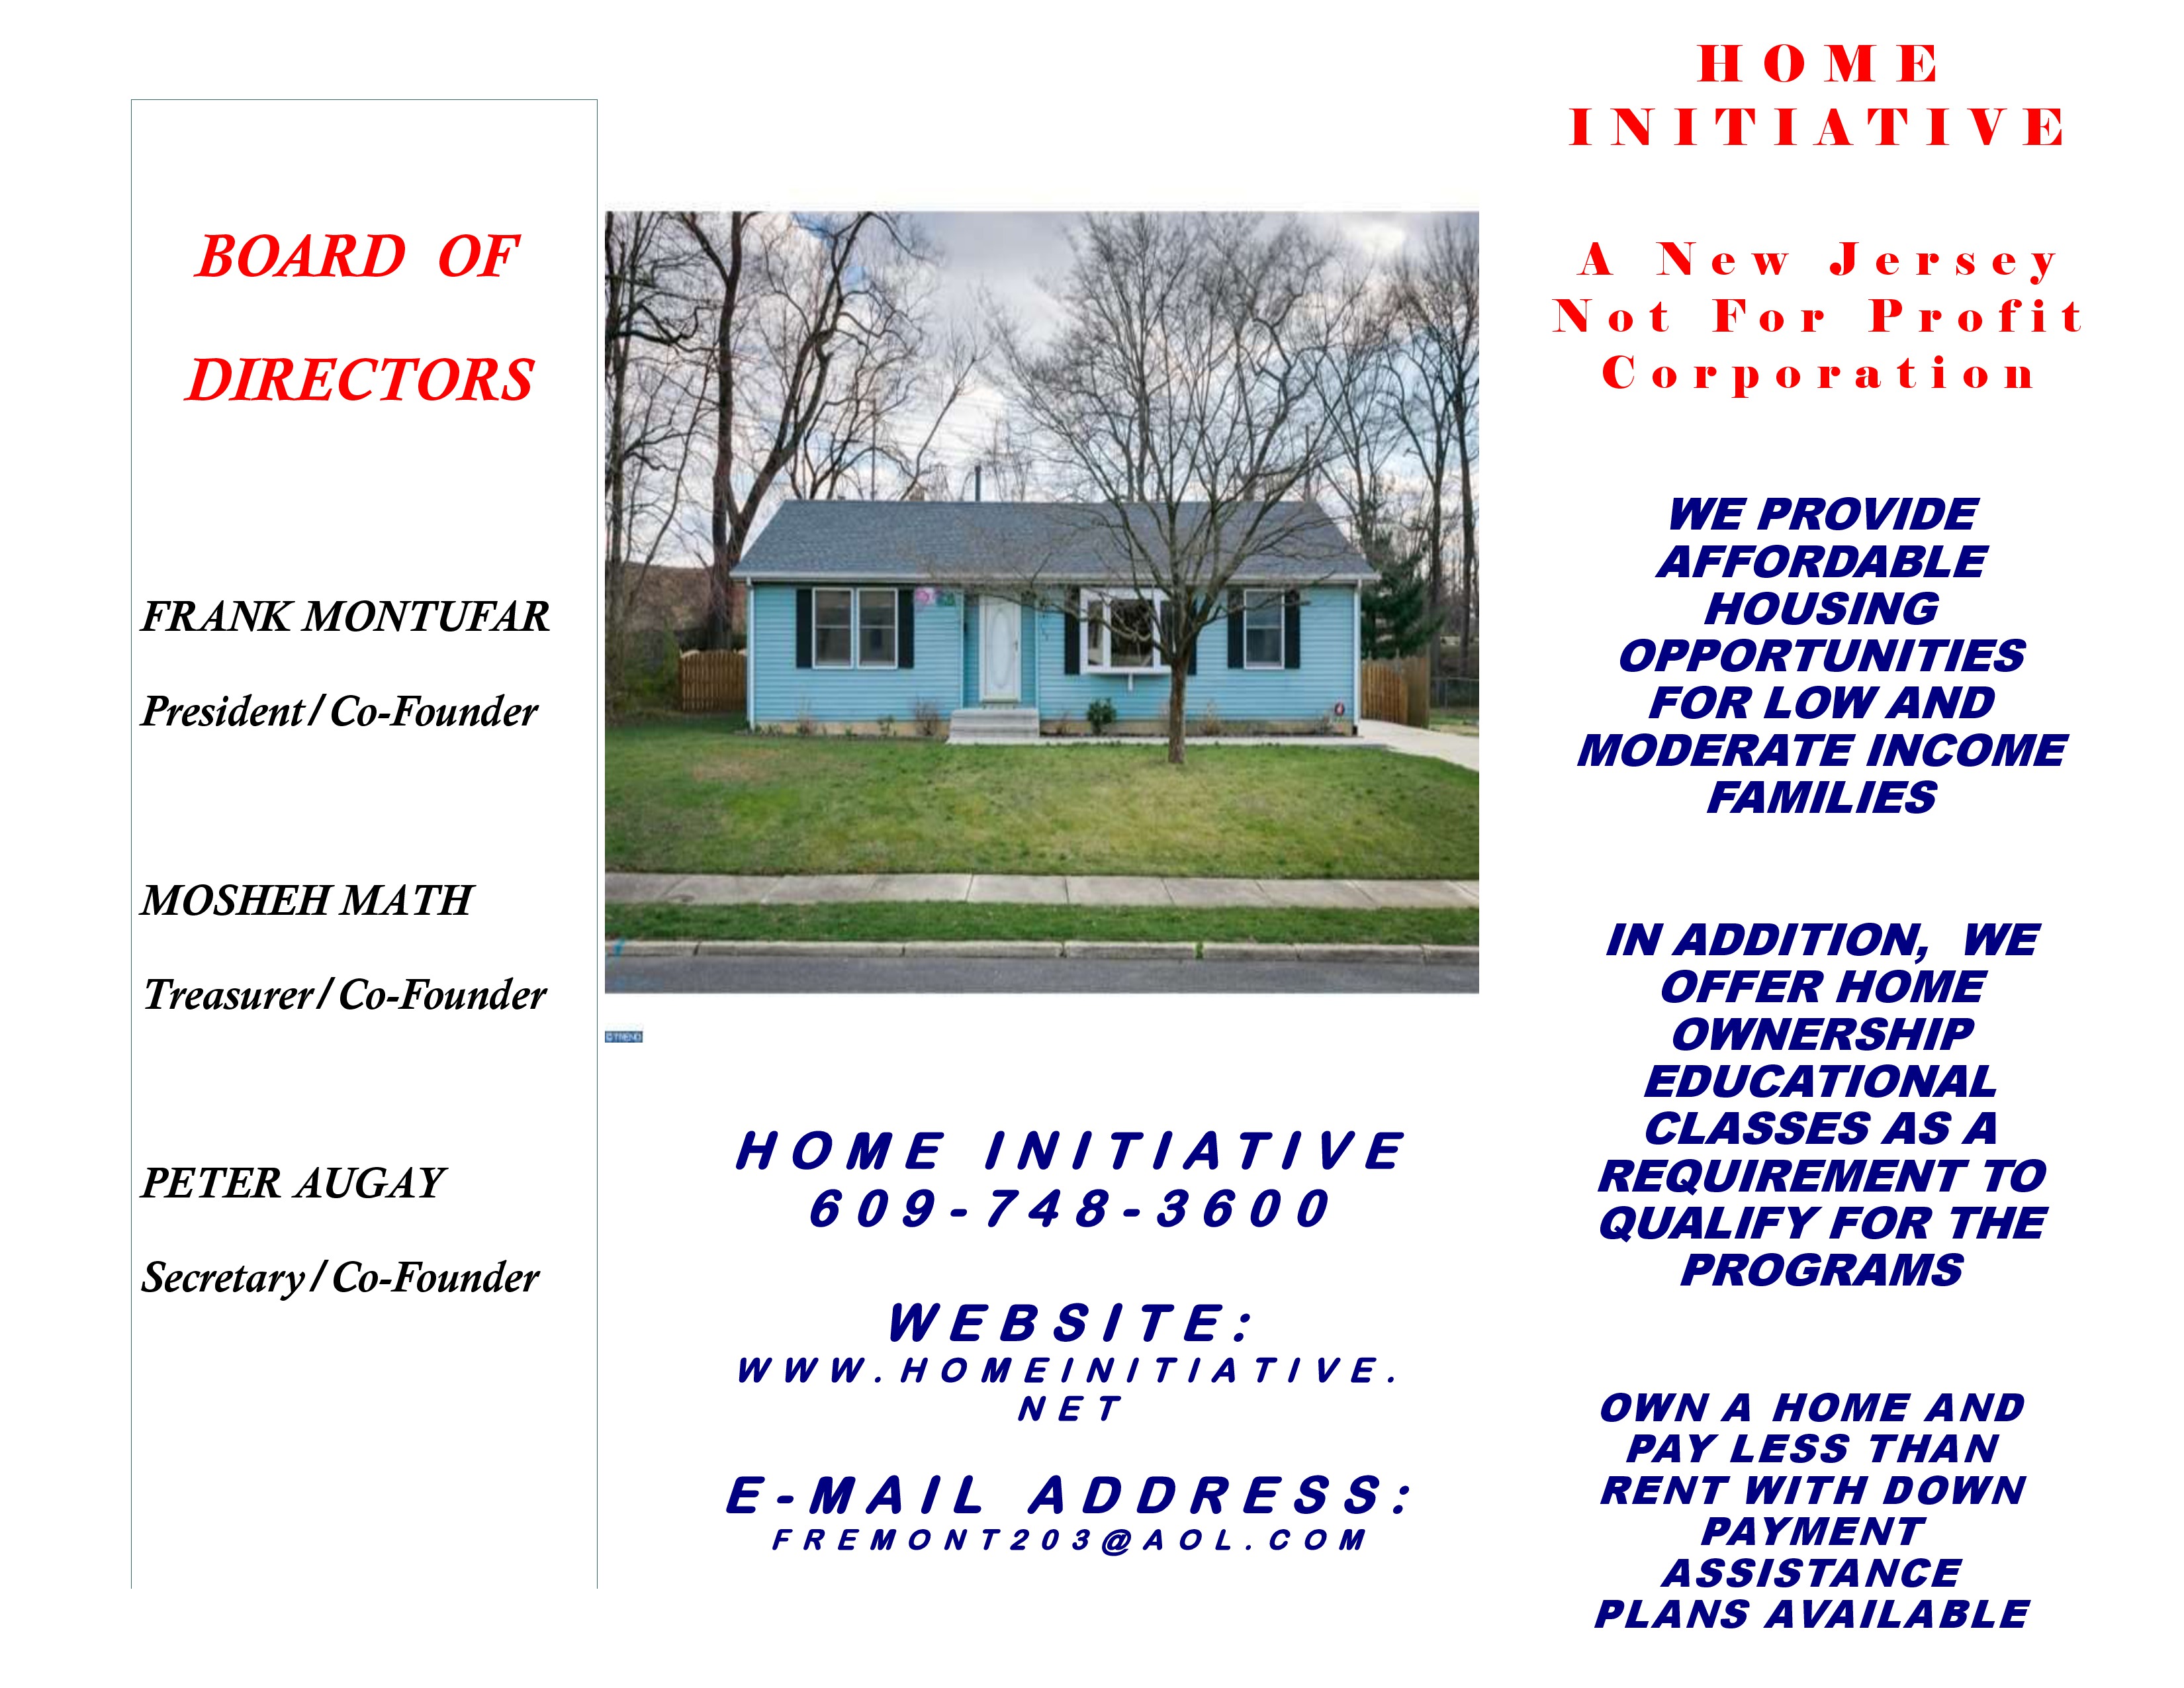 BOARD OF
DIRECTORS
FRANK MONTUFAR
President/Co-Founder
MOSHEH MATH
Treasurer/Co-Founder
PETER AUGAY
Secretary/Co-Founder
© TREND
HOME INITIATIVE
609-748-3600
WEBSITE:
WWW.HOMEINITIATIVE.
NET
E-MAIL ADDRESS:
FREMONT203@AOL.COM
HOME
INITIATIVE
A New Jersey
Not For Profit
Corporation
WE PROVIDE
AFFORDABLE
HOUSING
OPPORTUNITIES
FOR LOW AND
MODERATE INCOME
FAMILIES
IN ADDITION, WE
OFFER HOME
OWNERSHIP
EDUCATIONAL
CLASSES AS A
REQUIREMENT TO
QUALIFY FOR THE
PROGRAMS
OWN A HOME AND
PAY LESS THAN
RENT WITH DOWN
PAYMENT
ASSISTANCE
PLANS AVAILABLE